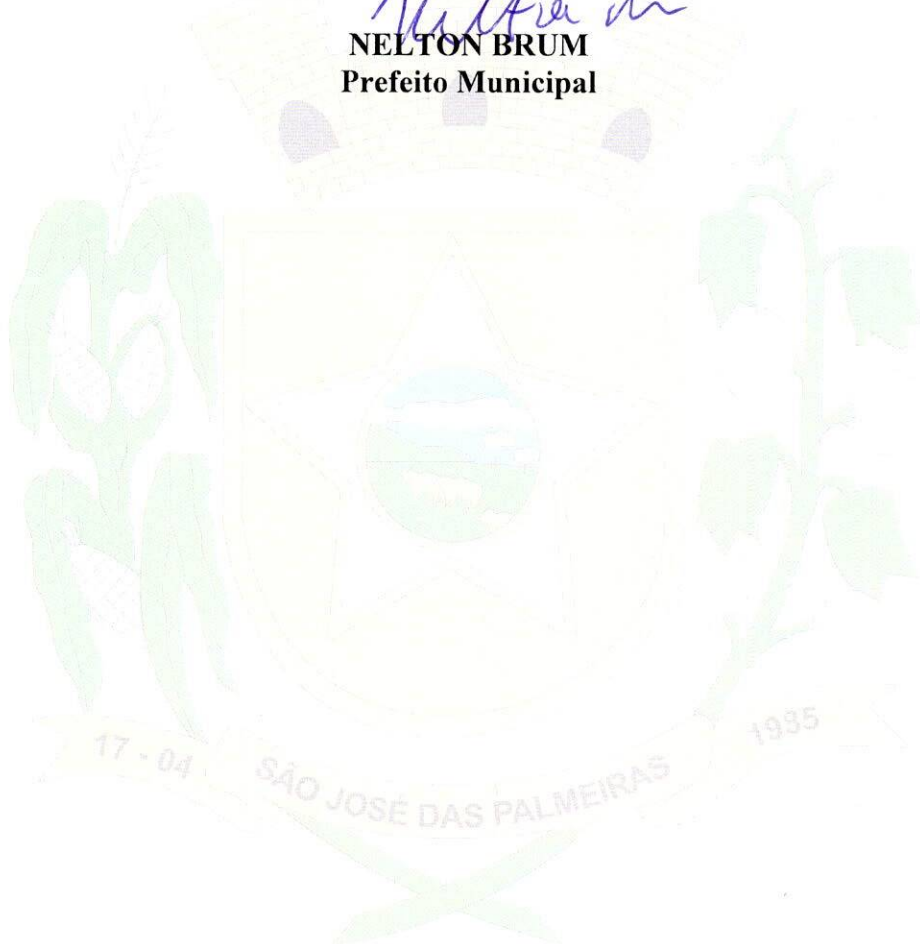 NELTON BRUM
Prefeito Municipal
17 - 04
SÃO JOSÉ DAS PALMEIRAS
1985